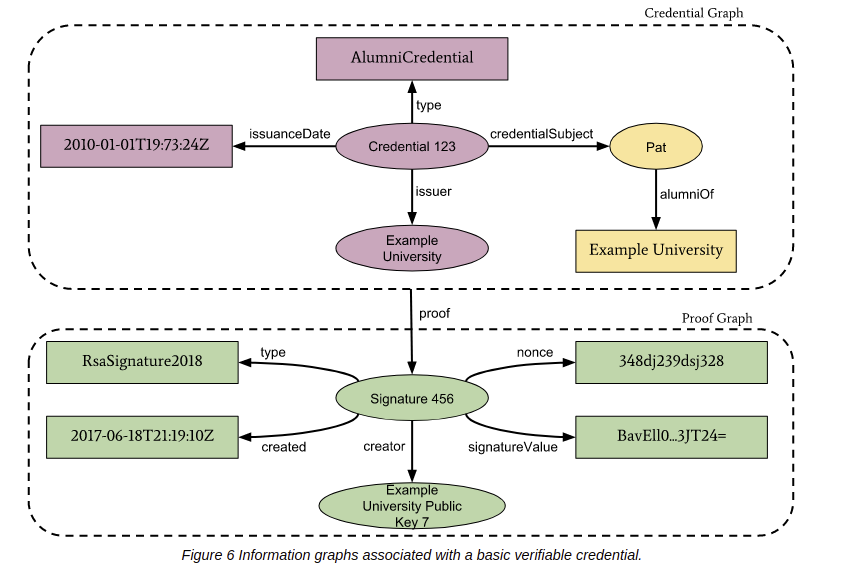 Credential Graph
AlumniCredential
type
issuanceDate
credentialSubject
2010-01-01T19:73:24Z
Credential 123
Pat
issuer
alumniOf
Example
University
Example University
proof
Proof Graph
type
nonce
RsaSignature2018
348dj239dsj328
Signature 456
2017-06-18T21:19:10Z
BavEll0...3JT24=
created
creator
signatureValue
Example
University Public
Key 7
Figure 6 Information graphs associated with a basic verifiable credential.